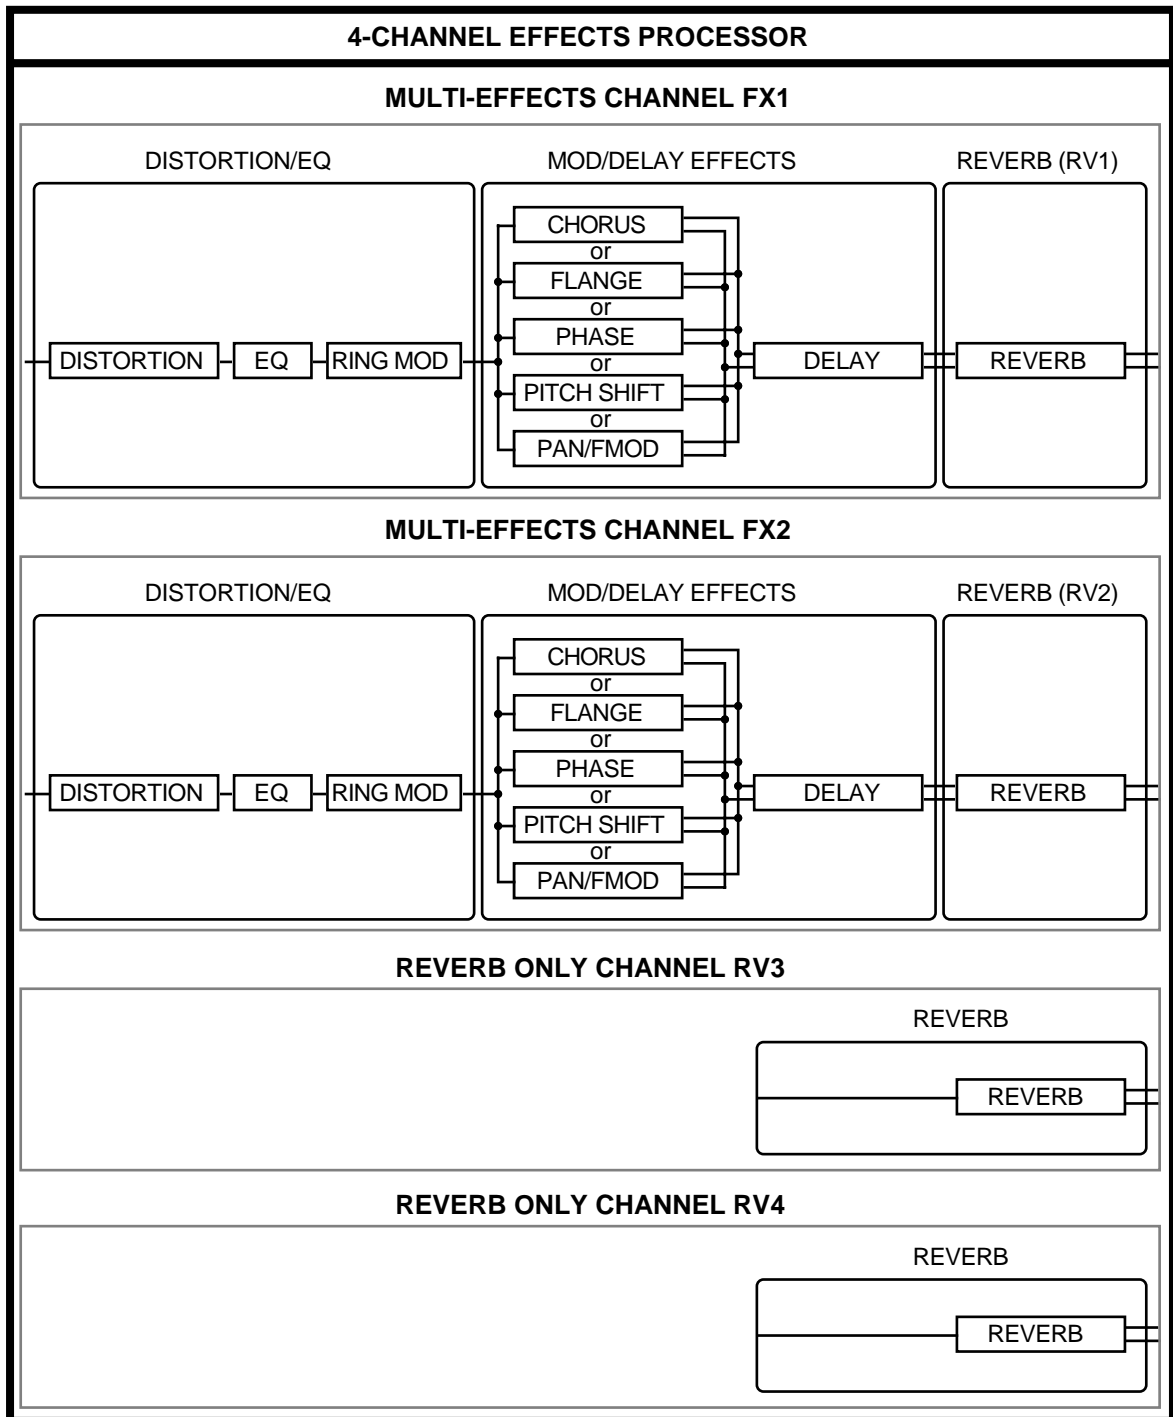 4-CHANNEL EFFECTS PROCESSOR
MULTI-EFFECTS CHANNEL FX1
DISTORTION/EQ MOD/DELAY EFFECTS REVERB (RV1)
CHORUS
or
FLANGE
or
PHASE
or
DISTORTION EQ RING MOD DELAY REVERB
PITCH SHIFT
or
PAN/FMOD
MULTI-EFFECTS CHANNEL FX2
DISTORTION/EQ MOD/DELAY EFFECTS REVERB (RV2)
CHORUS
or
FLANGE
or
PHASE
or
DISTORTION EQ RING MOD DELAY REVERB
PITCH SHIFT
or
PAN/FMOD
REVERB ONLY CHANNEL RV3
REVERB
REVERB
REVERB ONLY CHANNEL RV4
REVERB
REVERB